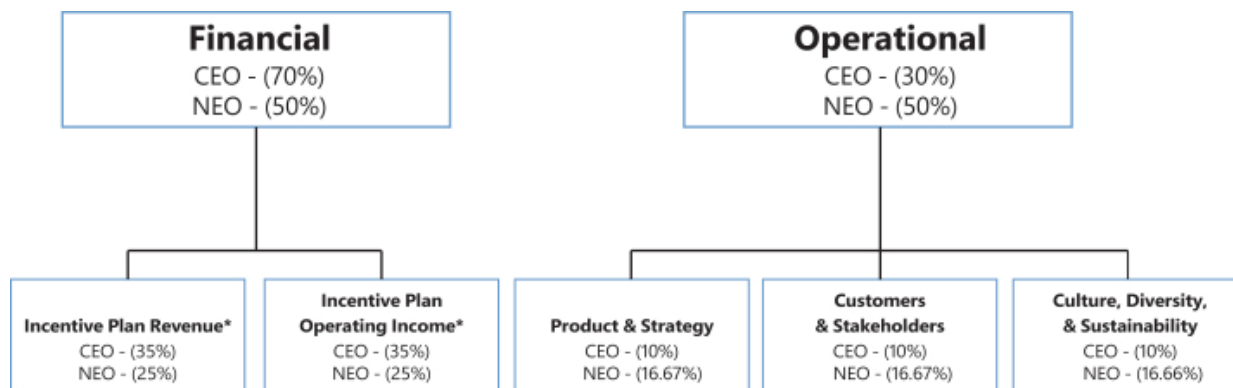 Financial
CEO - (70%)
NEO - (50%)
Operational
CEO - (30%)
NEO - (50%)
Incentive Plan Revenue*
CEO - (35%)
NEO - (25%)
Incentive Plan
Operating Income*
CEO - (35%)
NEO - (25%)
Product & Strategy
CEO - (10%)
NEO - (16.67%)
Customers
& Stakeholders
CEO - (10%)
NEO - (16.67%)
Culture, Diversity,
& Sustainability
CEO - (10%)
NEO - (16.66%)